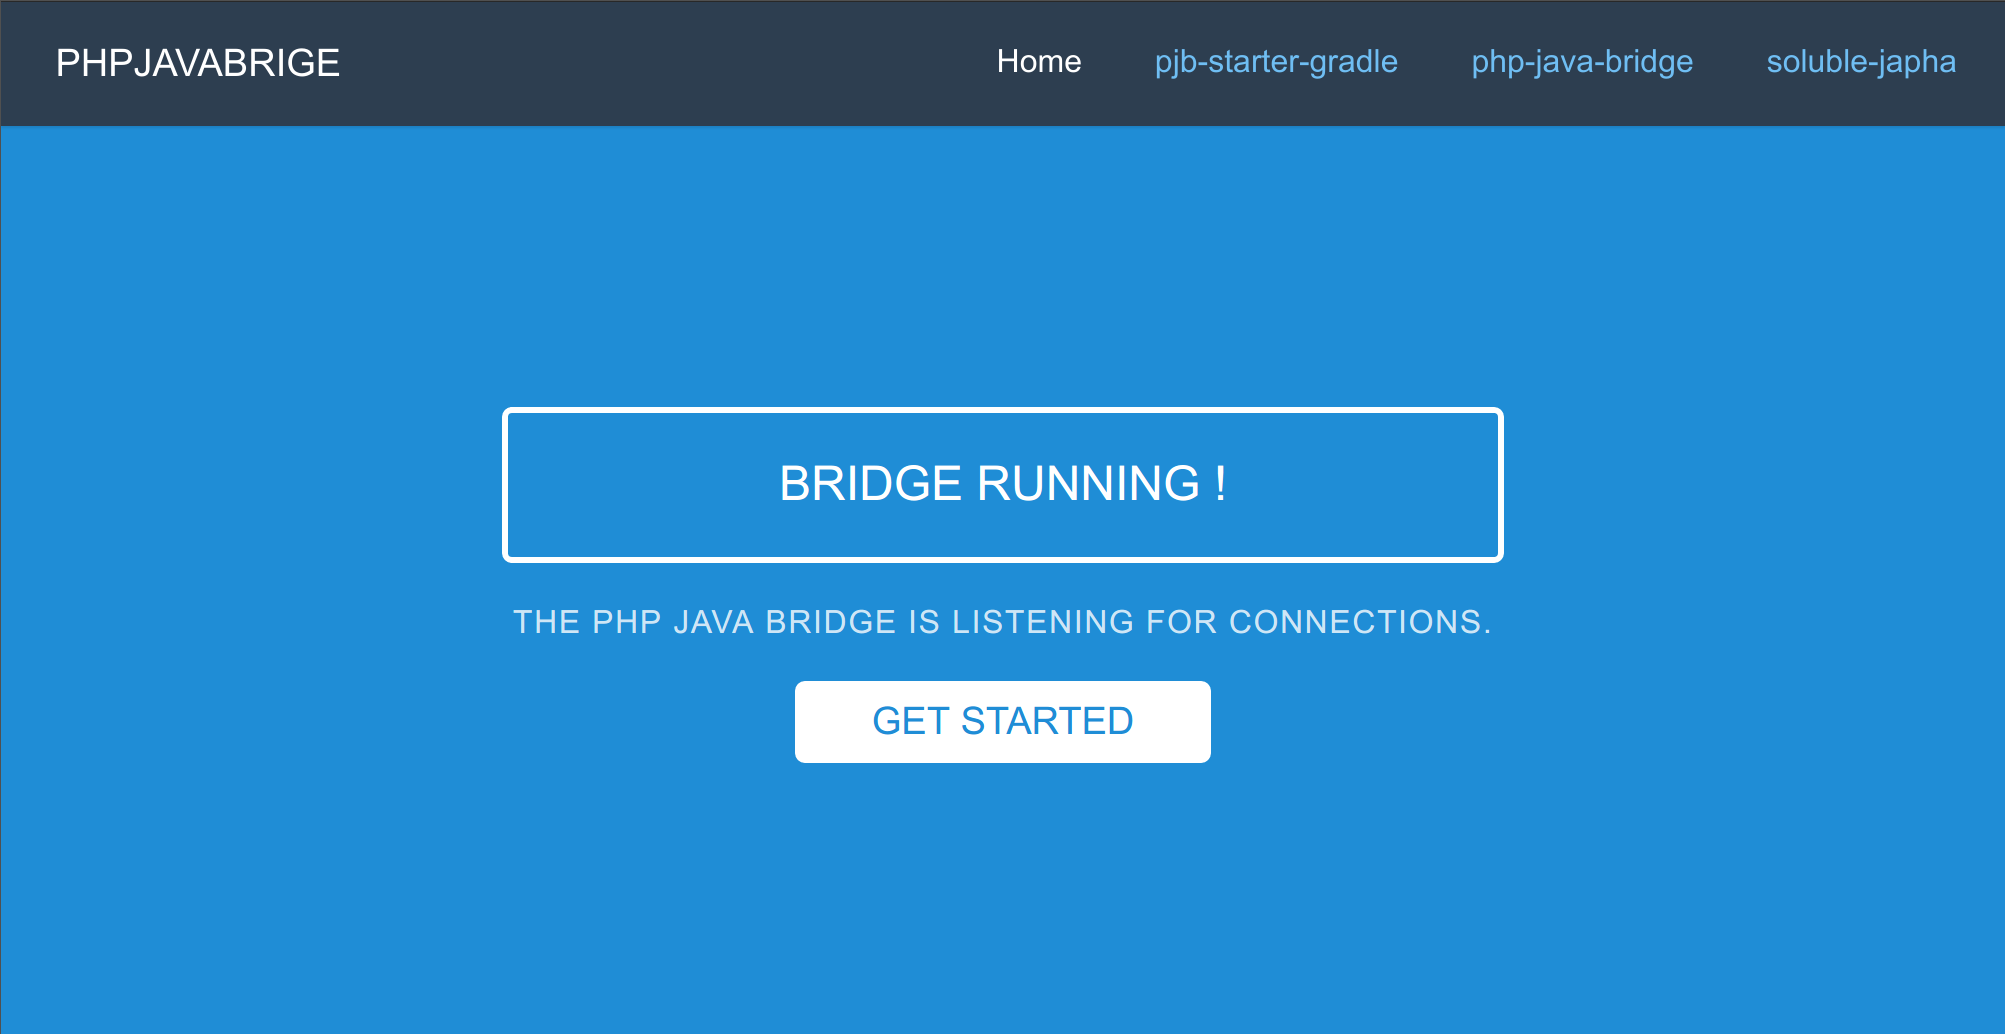 PHPJAVABRIGE
Home pjb-starter-gradle php-java-bridge soluble-japha
BRIDGE RUNNING !
THE PHP JAVA BRIDGE IS LISTENING FOR CONNECTIONS.
GET STARTED